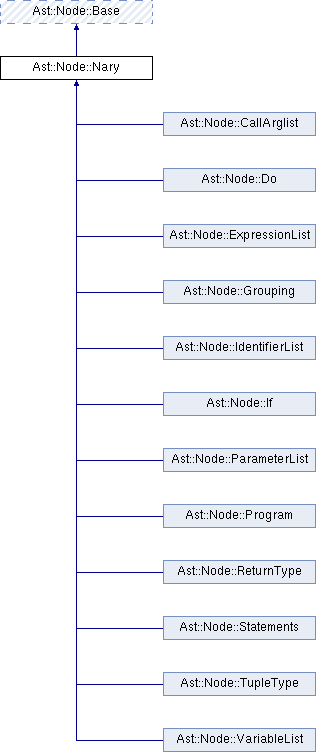 Ast::Node::Base
Ast::Node::Nary
Ast::Node::CallArglist
Ast::Node::Do
Ast::Node::ExpressionList
Ast::Node::Grouping
Ast::Node::IdentifierList
Ast::Node::If
Ast::Node::ParameterList
Ast::Node::Program
Ast::Node::ReturnType
Ast::Node::Statements
Ast::Node::TupleType
Ast::Node::VariableList